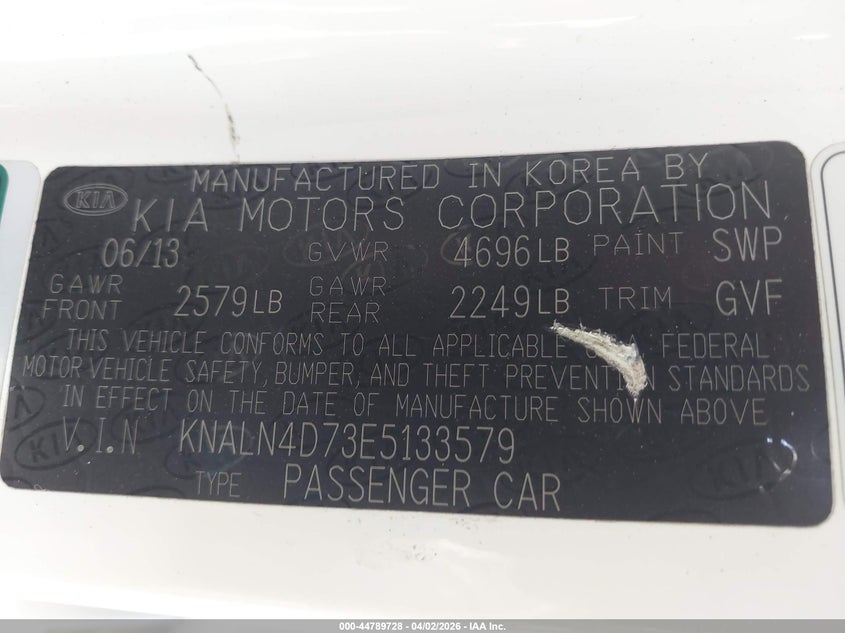 MANUFACTURED IN KOREA BY
KIA KIA MOTORS CORPORATION
06/13 GVWR 4696LB PAINT SWP
GAWR FRONT 2579LB GAWR REAR 2249LB TRIM GVF
THIS VEHICLE CONFORMS TO ALL APPLICABLE FEDERAL
MOTOR VEHICLE SAFETY, BUMPER, AND THEFT PREVENTION STANDARDS
IN EFFECT ON THE DATE OF MANUFACTURE SHOWN ABOVE
V.I.N KNALN4D73E5133579
TYPE PASSENGER CAR
000-44789728 - 04/02/2026 - IAA Inc.